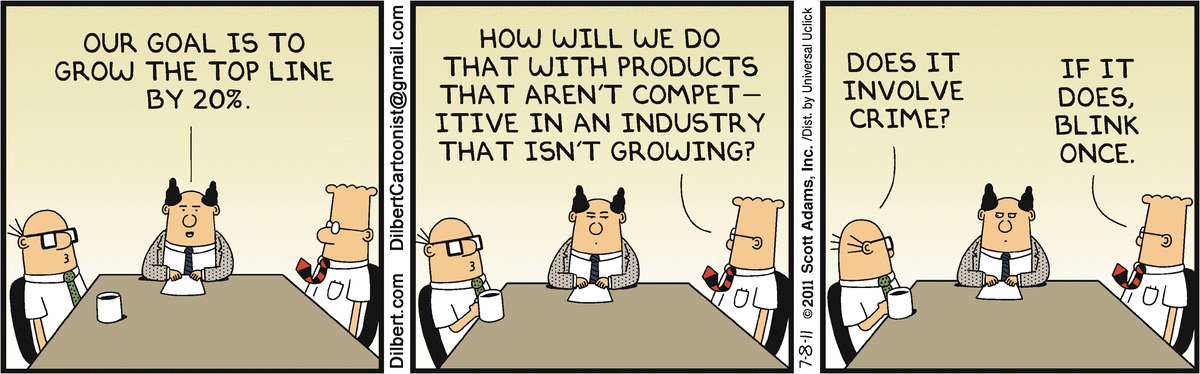 OUR GOAL IS TO
GROW THE TOP LINE
BY 20%.
Dilbert.com DilbertCartoonist@gmail.com
HOW WILL WE DO
THAT WITH PRODUCTS
THAT AREN'T COMPET-
ITIVE IN AN INDUSTRY
THAT ISN'T GROWING?
7-8-11 ©2011 Scott Adams, Inc. /Dist. by Universal Uclick
DOES IT
INVOLVE
CRIME?
IF IT
DOES,
BLINK
ONCE.